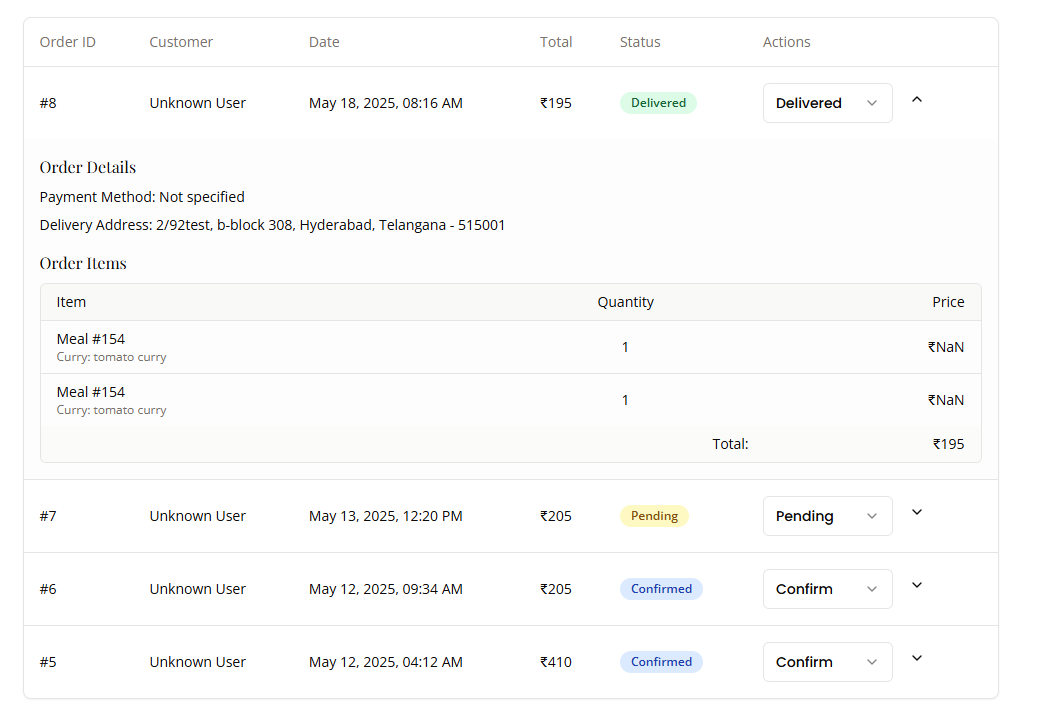 Order ID Customer Date Total Status Actions
#8 Unknown User May 18, 2025, 08:16 AM ₹195 Delivered Delivered
Order Details
Payment Method: Not specified
Delivery Address: 2/92test, b-block 308, Hyderabad, Telangana - 515001
Order Items
Item Quantity Price
Meal #154 1 ₹NaN
Curry: tomato curry
Meal #154 1 ₹NaN
Curry: tomato curry
Total: ₹195
#7 Unknown User May 13, 2025, 12:20 PM ₹205 Pending Pending
#6 Unknown User May 12, 2025, 09:34 AM ₹205 Confirmed Confirm
#5 Unknown User May 12, 2025, 04:12 AM ₹410 Confirmed Confirm